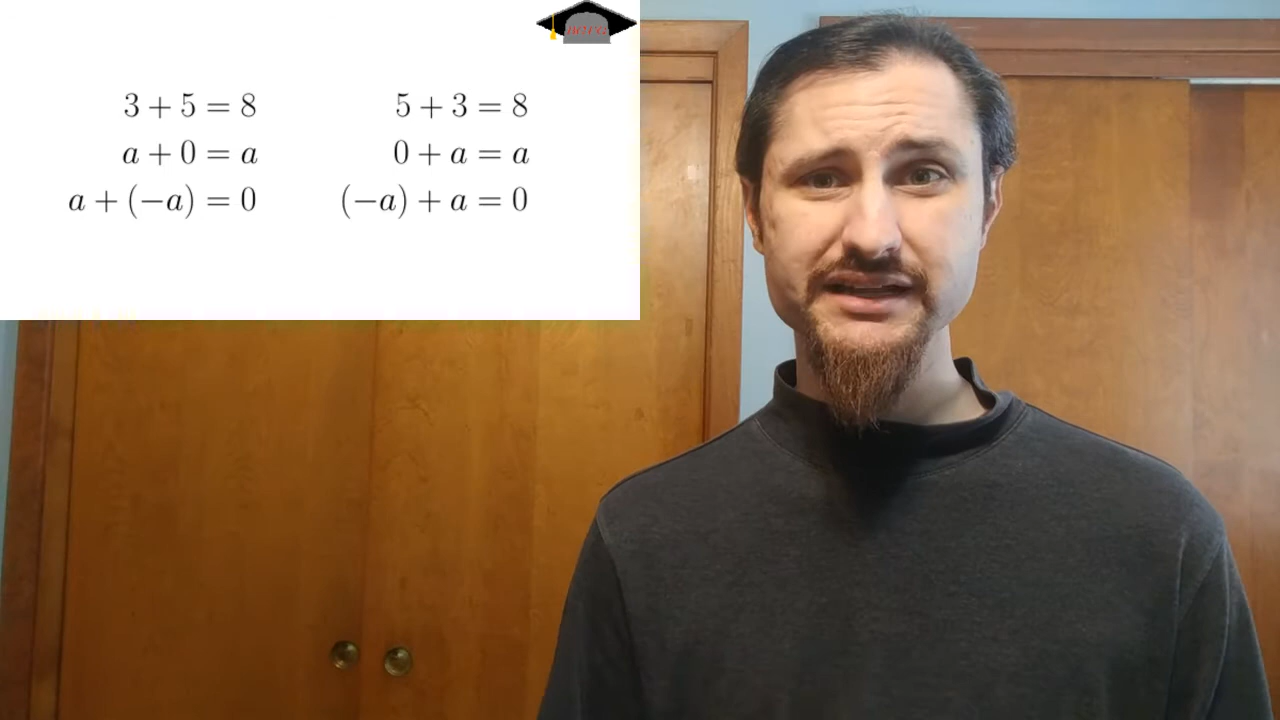 3 + 5 = 8 5 + 3 = 8
a + 0 = a 0 + a = a
a + (−a) = 0 (−a) + a = 0